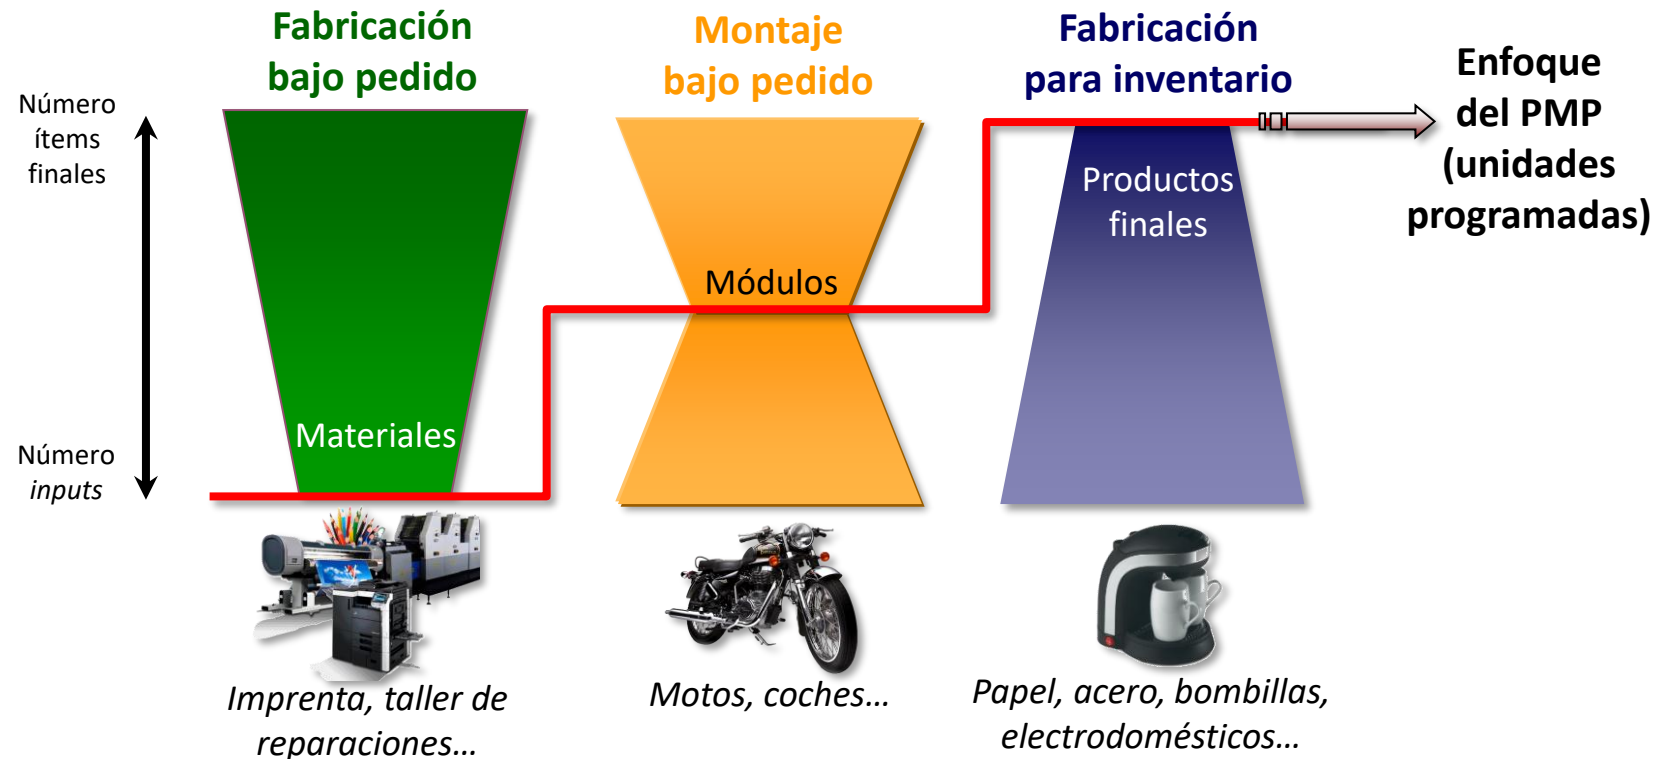 Fabricación
bajo pedido
Montaje
bajo pedido
Fabricación
para inventario
Enfoque
del PMP
(unidades
programadas)
Número
ítems
finales
Productos
finales
Módulos
Materiales
Número
inputs
Imprenta, taller de
reparaciones…
Motos, coches…
Papel, acero, bombillas,
electrodomésticos…